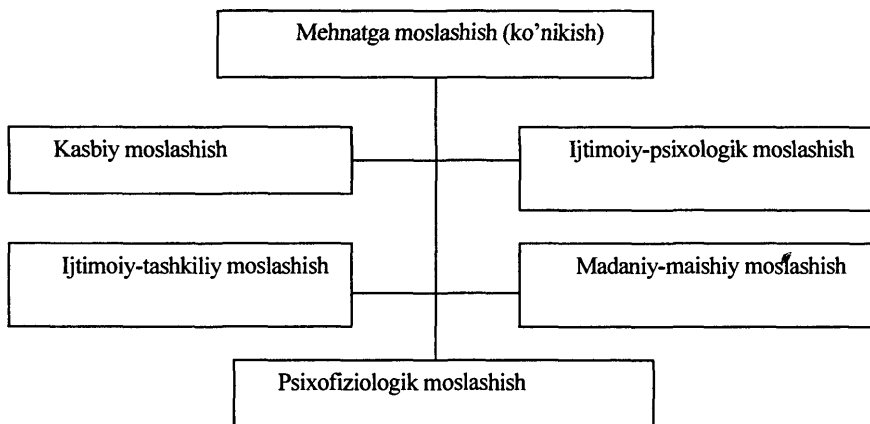 Mehnatga moslashish (ko'nikish)
Kasbiy moslashish
Ijtimoiy-psixologik moslashish
Ijtimoiy-tashkiliy moslashish
Madaniy-maishiy moslashish
Psixofiziologik moslashish